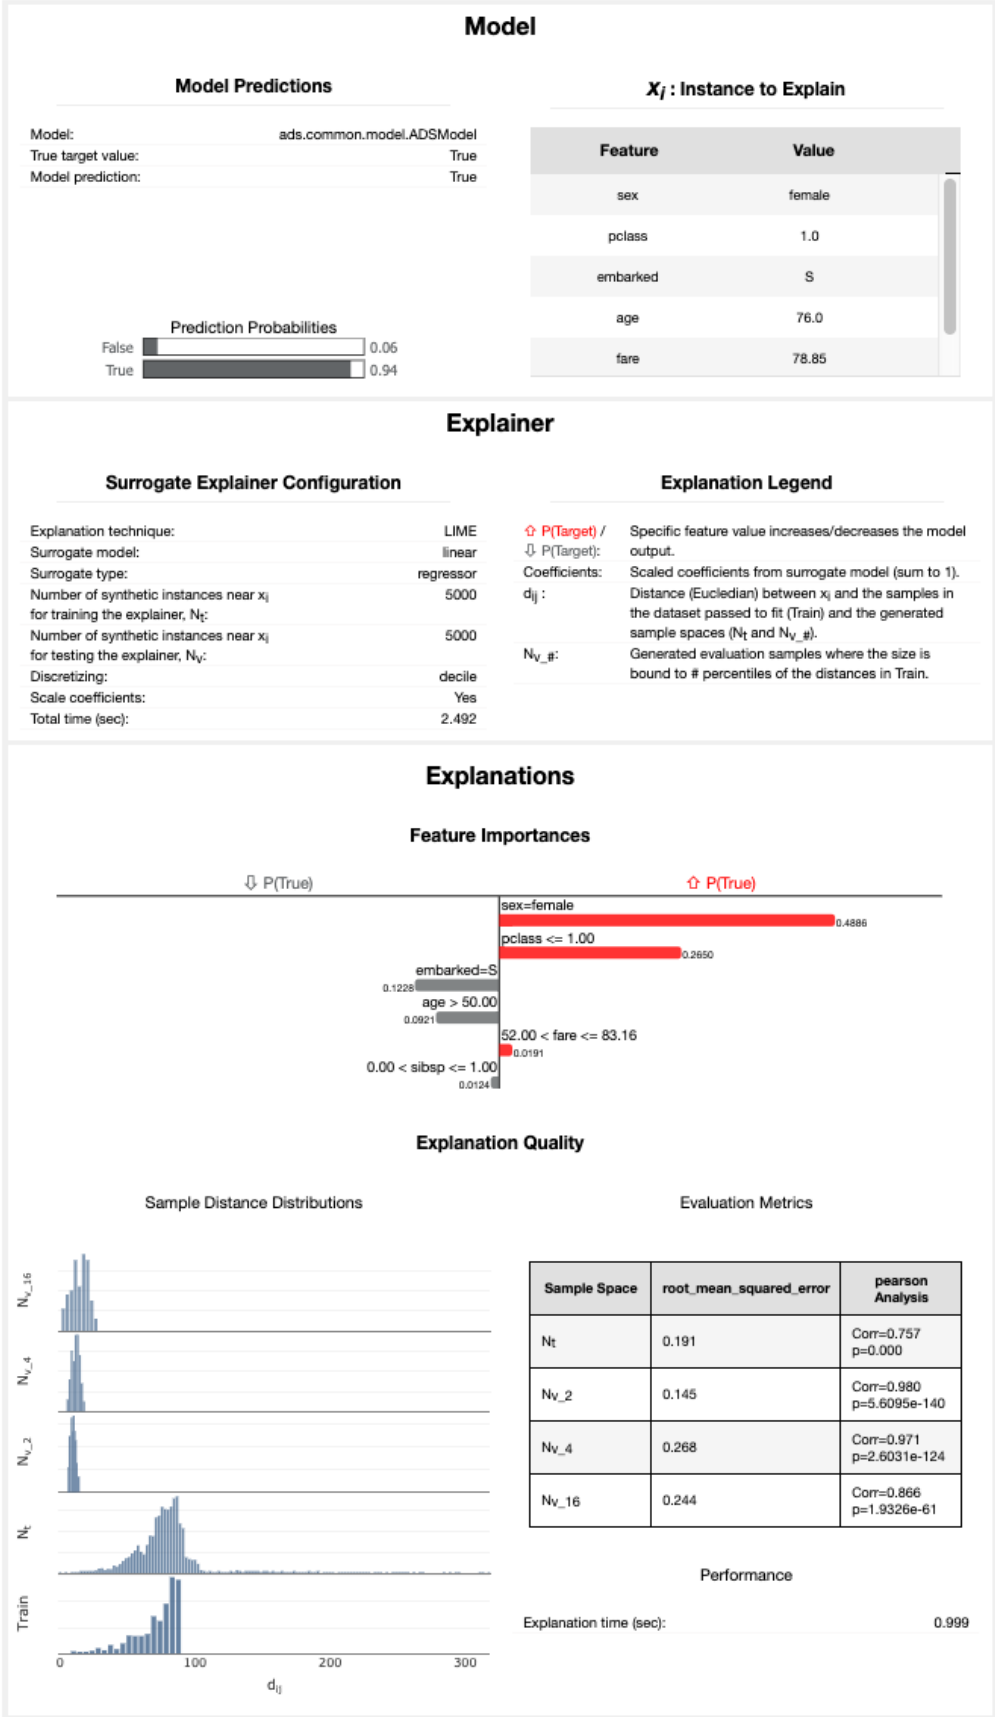 Model
Model Predictions
Model: ads.common.model.ADSModel
True target value: True
Model prediction: True
Prediction Probabilities
False 0.06
True 0.94
Xi : Instance to Explain
Feature Value
sex female
pclass 1.0
embarked S
age 76.0
fare 78.85
Explainer
Surrogate Explainer Configuration
Explanation technique: LIME
Surrogate model: linear
Surrogate type: regressor
Number of synthetic instances near xi 5000
for training the explainer, Nt:
Number of synthetic instances near xi 5000
for testing the explainer, Nv:
Discretizing: decile
Scale coefficients: Yes
Total time (sec): 2.492
Explanation Legend
⇧ P(Target) / Specific feature value increases/decreases the model
⇩ P(Target): output.
Coefficients: Scaled coefficients from surrogate model (sum to 1).
dij : Distance (Eucledian) between xi and the samples in
the dataset passed to fit (Train) and the generated
sample spaces (Nt and Nv_#).
Nv_#: Generated evaluation samples where the size is
bound to # percentiles of the distances in Train.
Explanations
Feature Importances
⇩ P(True) ⇧ P(True)
sex=female
0.4886
pclass <= 1.00
0.2650
embarked=S
0.1228
age > 50.00
0.0921
52.00 < fare <= 83.16
0.0191
0.00 < sibsp <= 1.00
0.0124
Explanation Quality
Sample Distance Distributions
Nv_16
Nv_4
Nv_2
Nt
Train
0 100 200 300
dij
Evaluation Metrics
Sample Space root_mean_squared_error pearson
Analysis
Nt 0.191 Corr=0.757
p=0.000
Nv_2 0.145 Corr=0.980
p=5.6095e-140
Nv_4 0.268 Corr=0.971
p=2.6031e-124
Nv_16 0.244 Corr=0.866
p=1.9326e-61
Performance
Explanation time (sec): 0.999